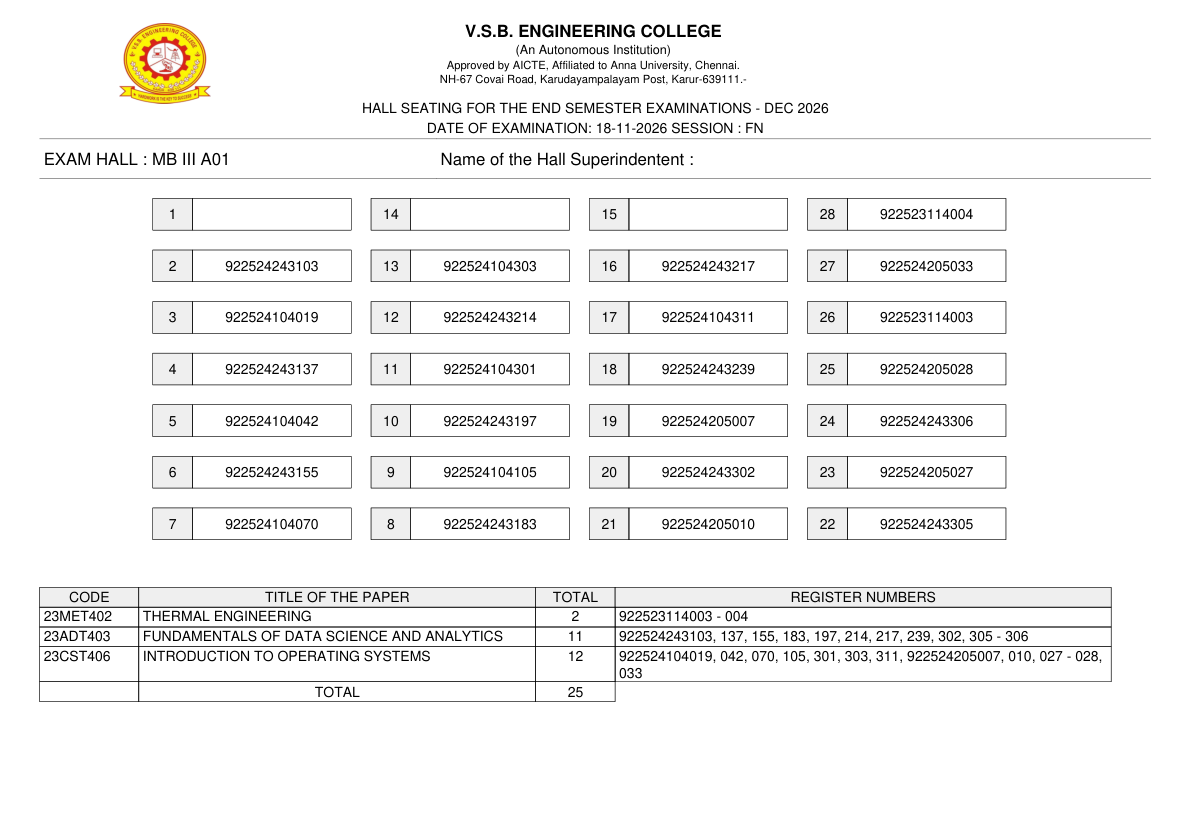 V.S.B. ENGINEERING COLLEGE
(An Autonomous Institution)
Approved by AICTE, Affiliated to Anna University, Chennai.
NH-67 Covai Road, Karudayampalayam Post, Karur-639111.-
HALL SEATING FOR THE END SEMESTER EXAMINATIONS - DEC 2026
DATE OF EXAMINATION: 18-11-2026 SESSION : FN
EXAM HALL : MB III A01 Name of the Hall Superintendent :
1 14 15 28 922523114004
2 922524243103 13 922524104303 16 922524243217 27 922524205033
3 922524104019 12 922524243214 17 922524104311 26 922523114003
4 922524243137 11 922524104301 18 922524243239 25 922524205028
5 922524104042 10 922524243197 19 922524205007 24 922524243306
6 922524243155 9 922524104105 20 922524243302 23 922524205027
7 922524104070 8 922524243183 21 922524205010 22 922524243305
CODE TITLE OF THE PAPER TOTAL REGISTER NUMBERS
23MET402 THERMAL ENGINEERING 2 922523114003 - 004
23ADT403 FUNDAMENTALS OF DATA SCIENCE AND ANALYTICS 11 922524243103, 137, 155, 183, 197, 214, 217, 239, 302, 305 - 306
23CST406 INTRODUCTION TO OPERATING SYSTEMS 12 922524104019, 042, 070, 105, 301, 303, 311, 922524205007, 010, 027 - 028,
033
TOTAL 25